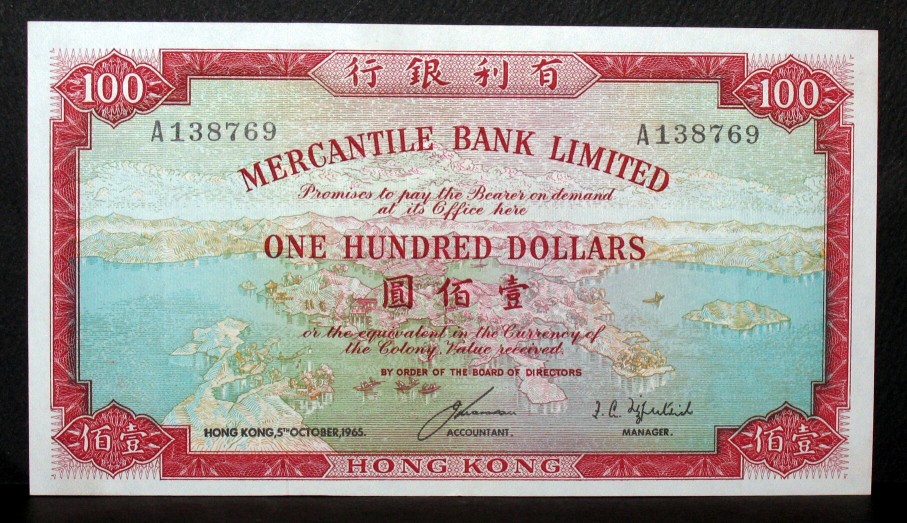 行銀利有
100 100
A138769 A138769
MERCANTILE BANK LIMITED
Promises to pay the Bearer on demand
at its Office here
ONE HUNDRED DOLLARS
圓佰壹
or the equivalent in the Currency of
the Colony, Value received.
BY ORDER OF THE BOARD OF DIRECTORS
HONG KONG, 5TH OCTOBER, 1965. ACCOUNTANT. MANAGER.
佰壹 佰壹
HONG KONG